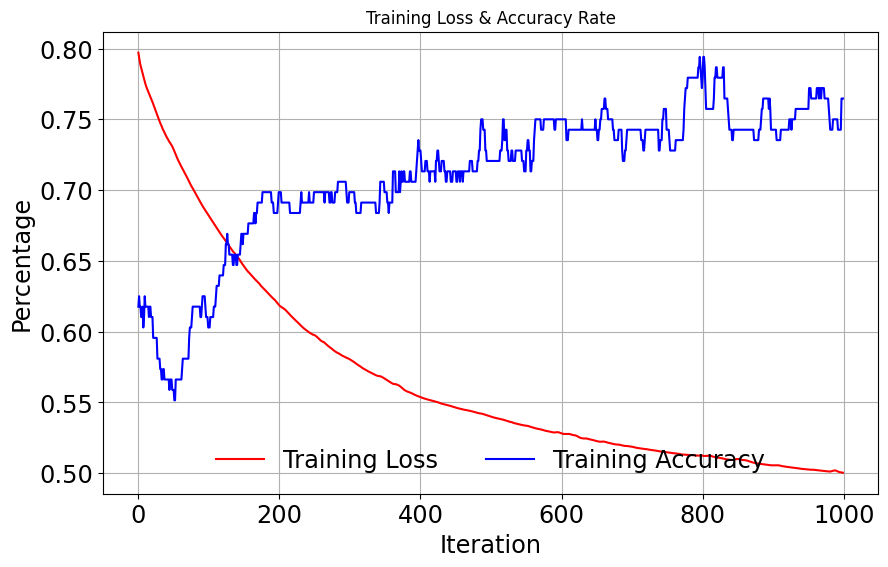 Training Loss & Accuracy Rate
0.80
0.75
0.70
0.65
0.60
0.55
0.50
Percentage
Training Loss
Training Accuracy
0
200
400
600
800
1000
Iteration